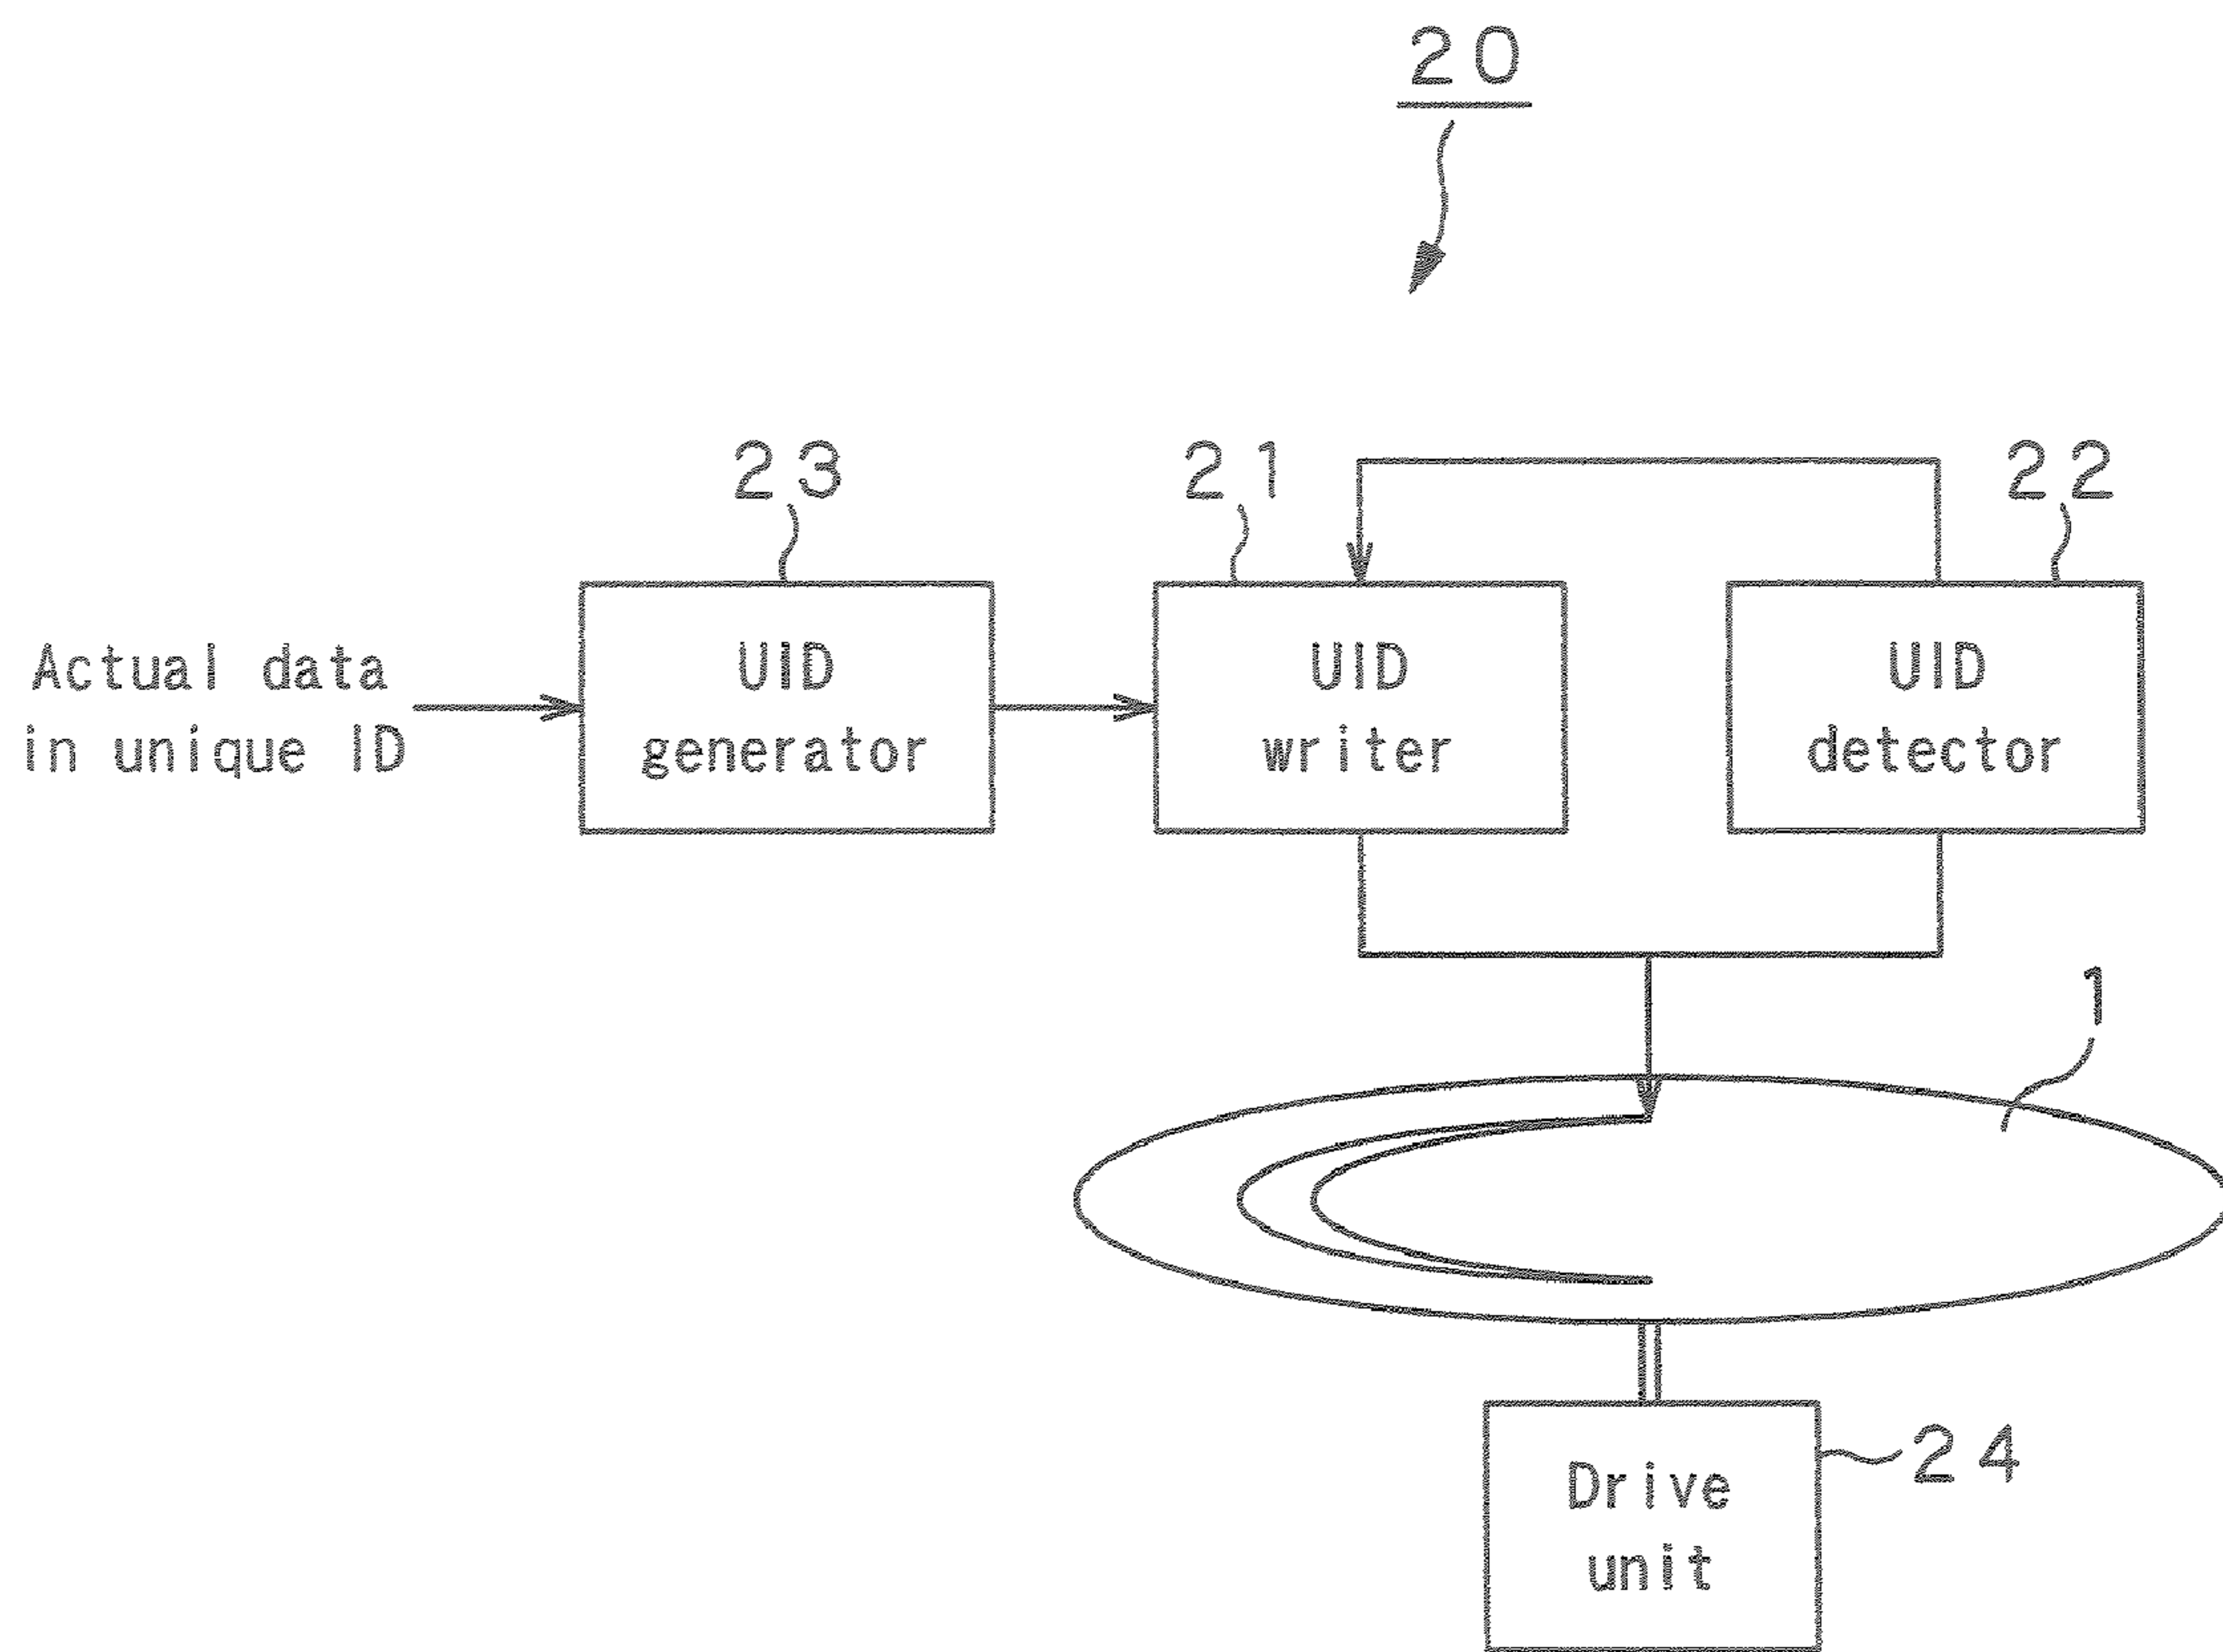 20
23
21
22
Actual data
in unique ID
UID
generator
UID
writer
UID
detector
1
Drive
unit
24